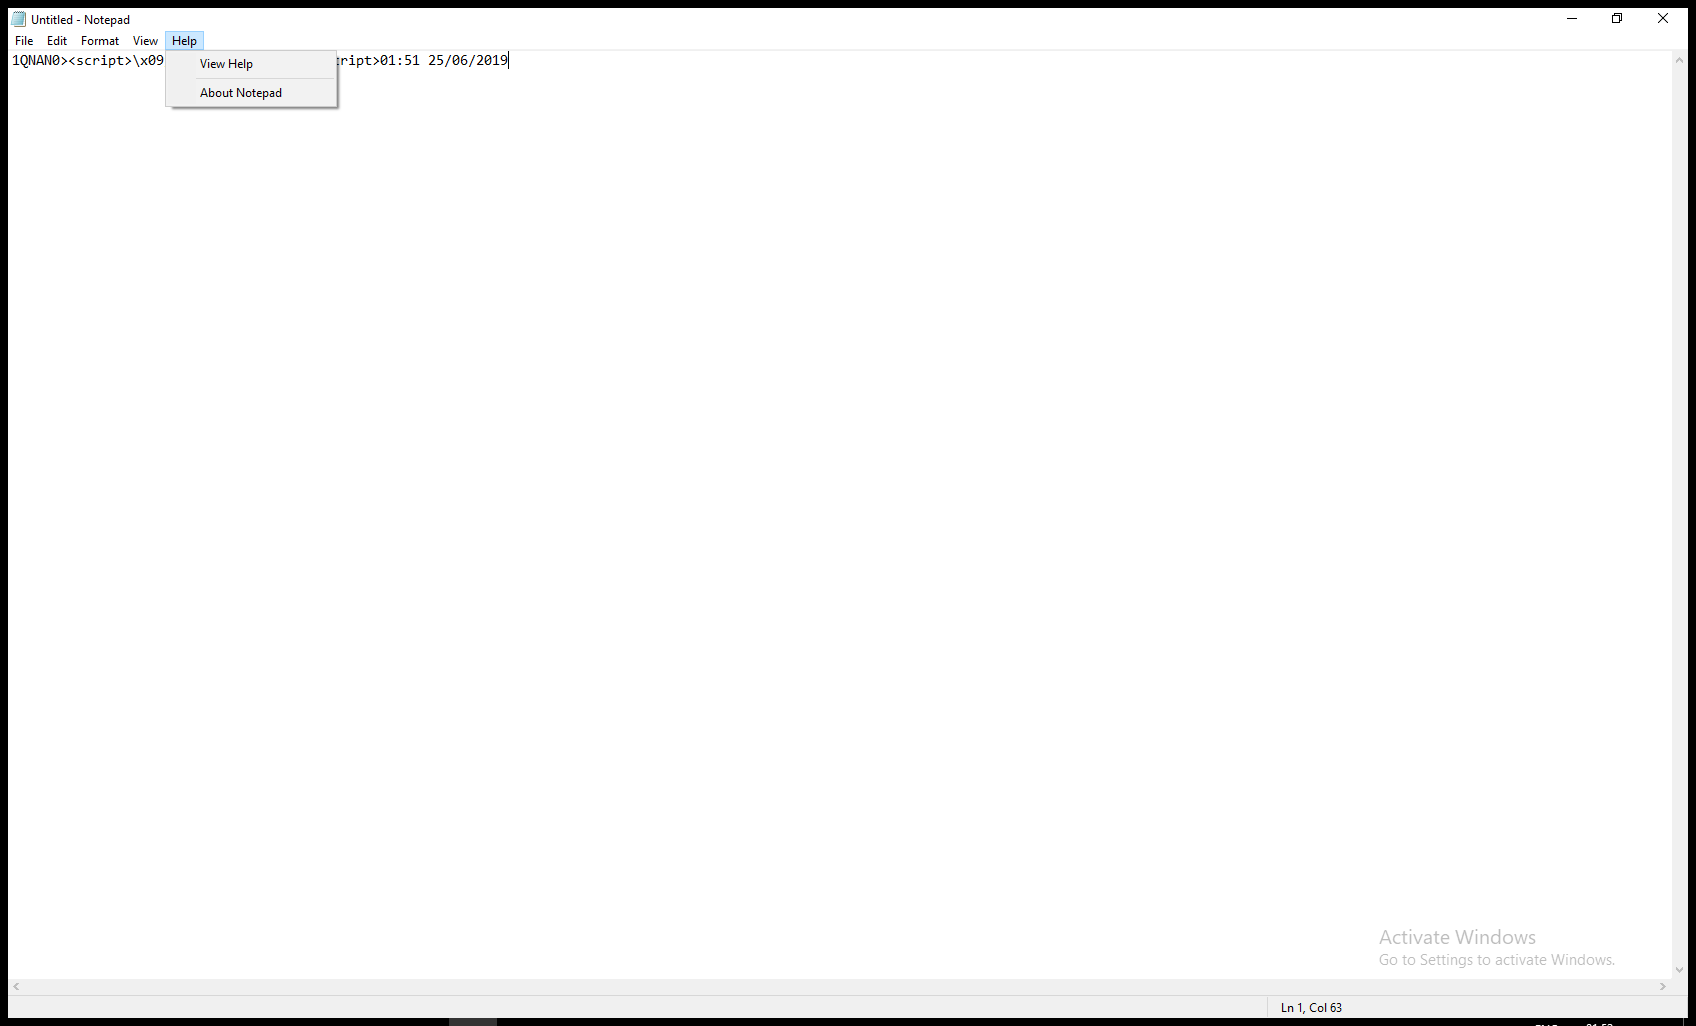 Untitled - Notepad
File Edit Format View Help
1QNAN0><script>\x09 ript>01:51 25/06/2019
View Help
About Notepad
Activate Windows
Go to Settings to activate Windows.
Ln 1, Col 63